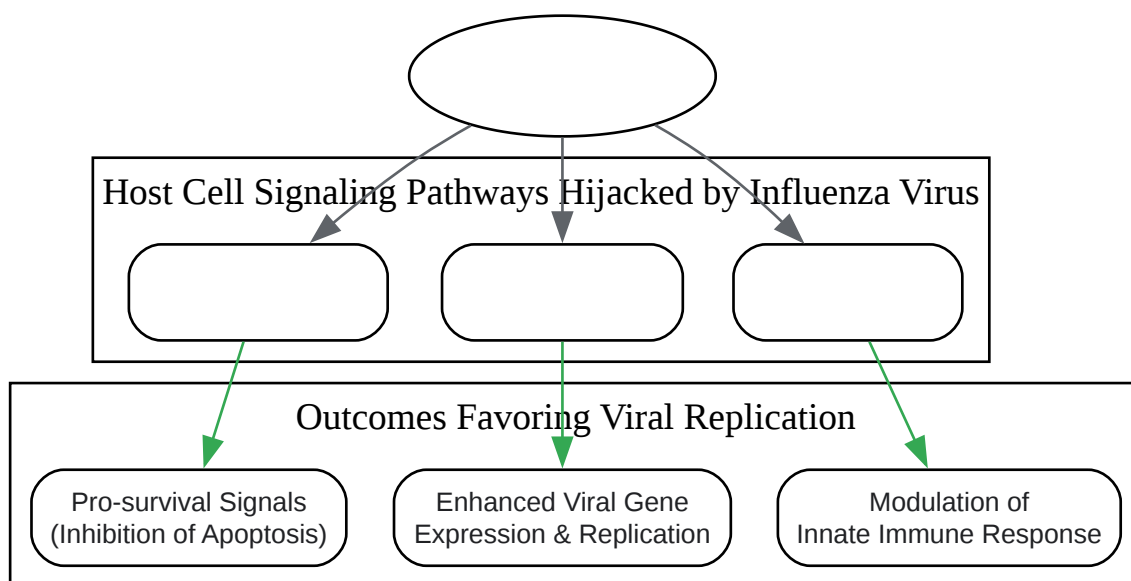 Host Cell Signaling Pathways Hijacked by Influenza Virus
Outcomes Favoring Viral Replication
Pro-survival Signals
(Inhibition of Apoptosis)
Enhanced Viral Gene
Expression & Replication
Modulation of
Innate Immune Response